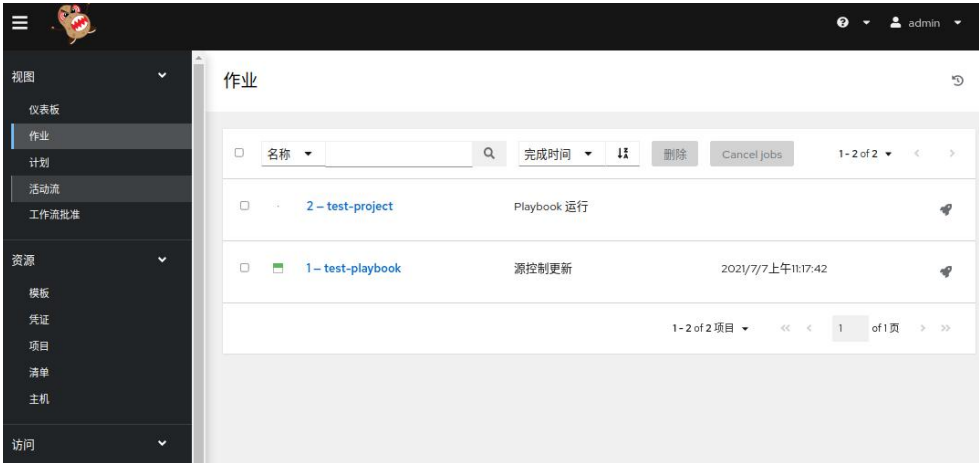 admin
视图
仪表板
作业
计划
活动流
工作流批准
资源
模板
凭证
项目
清单
主机
访问
作业
名称 完成时间 删除 Cancel jobs 1 - 2 of 2
2 – test-project Playbook 运行
1 – test-playbook 源控制更新 2021/7/7上午11:17:42
1 - 2 of 2 项目 1 of 1 页